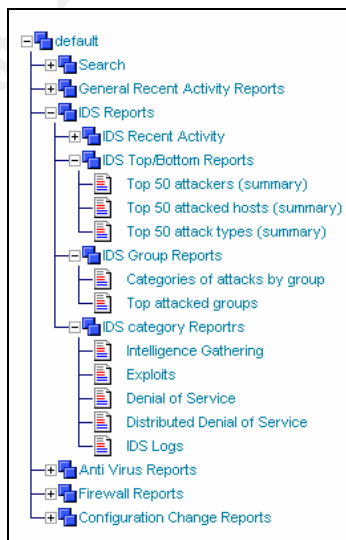 default
Search
General Recent Activity Reports
IDS Reports
IDS Recent Activity
IDS Top/Bottom Reports
Top 50 attackers (summary)
Top 50 attacked hosts (summary)
Top 50 attack types (summary)
IDS Group Reports
Categories of attacks by group
Top attacked groups
IDS category Reportrs
Intelligence Gathering
Exploits
Denial of Service
Distributed Denial of Service
IDS Logs
Anti Virus Reports
Firewall Reports
Configuration Change Reports